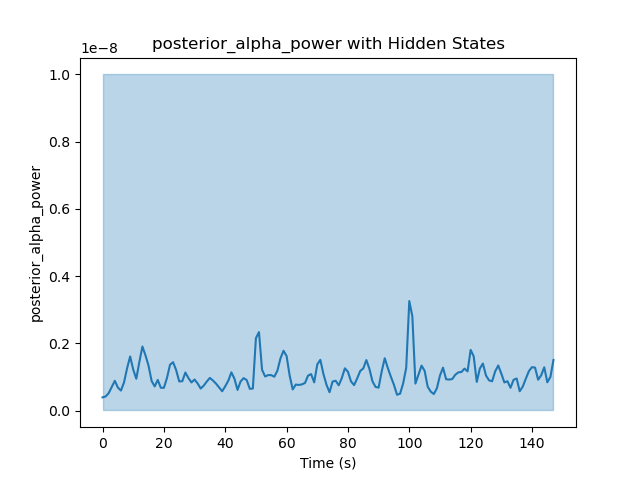 posterior_alpha_power with Hidden States
1e−8
1.0
0.8
0.6
0.4
0.2
0.0
posterior_alpha_power
0 20 40 60 80 100 120 140
Time (s)